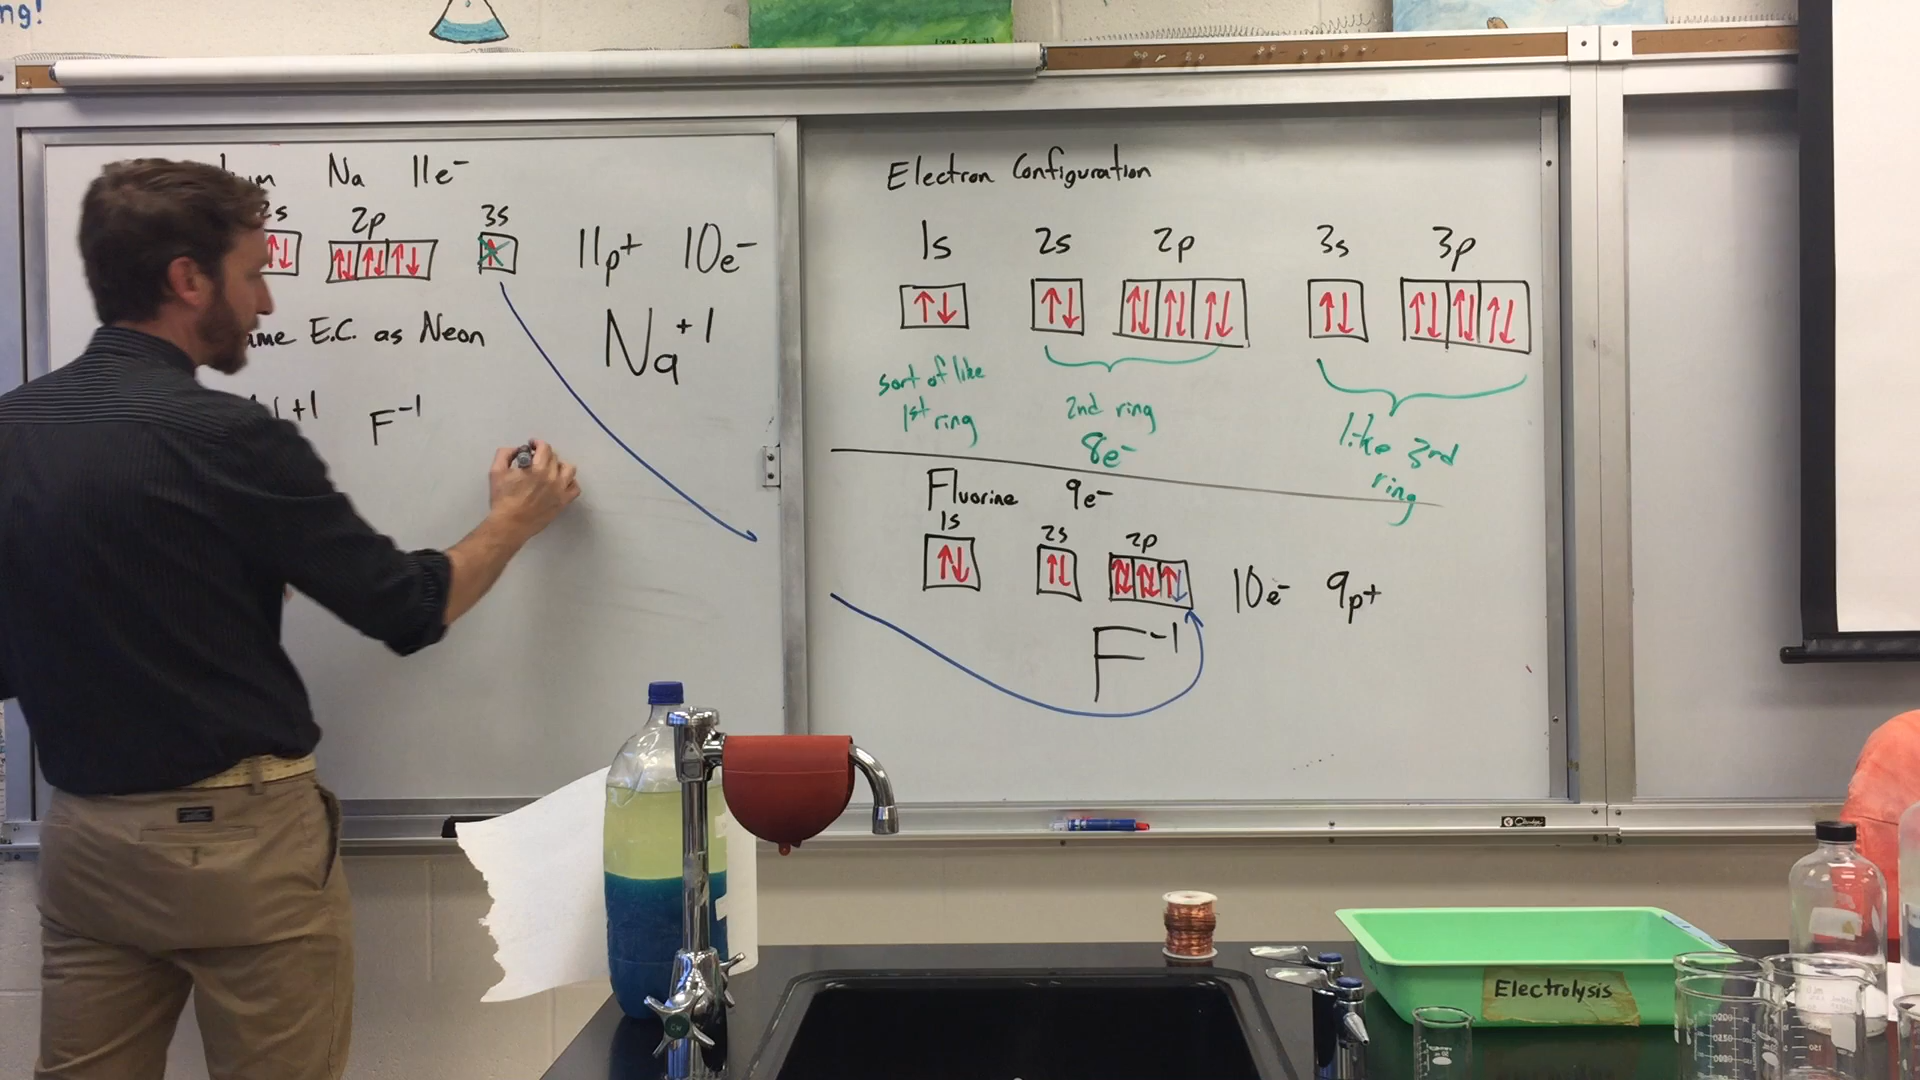 ng!
Na 11e⁻
2s 2p 3s
11p+ 10e⁻
Na+1
E.C. as Neon
+1 F⁻¹
Electron Configuration
1s 2s 2p 3s 3p
sort of like
1st ring
2nd ring
8e⁻
like 3rd
ring
Fluorine 9e⁻
1s 2s 2p
10e⁻ 9p+
F⁻¹
Electrolysis